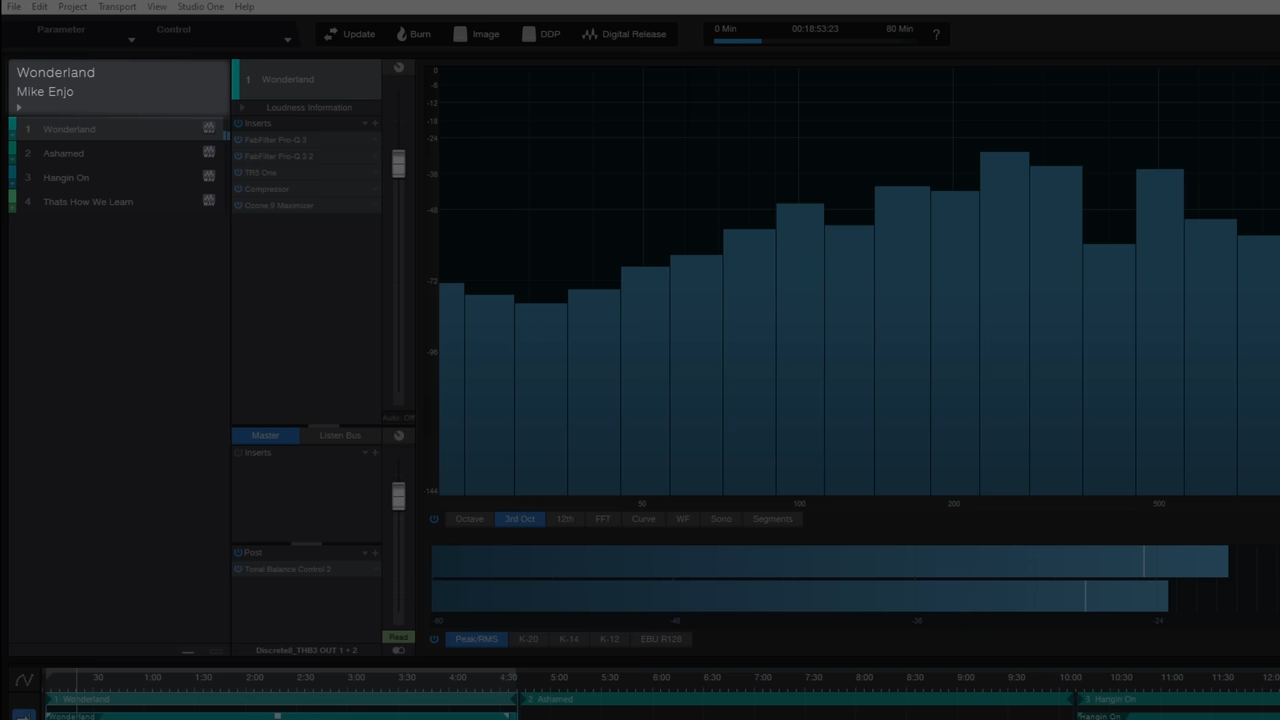 File Edit Project Transport View Studio One Help
Parameter Control Update Burn Image DDP Digital Release 0 Min 00:18:53:23 80 Min ?
Wonderland
Mike Enjo
1 Wonderland
2 Ashamed
3 Hangin On
4 Thats How We Learn
1 Wonderland
Loudness Information
Inserts
FabFilter Pro-Q 3
FabFilter Pro-Q 3 2
TR5 One
Compressor
Ozone 9 Maximizer
Auto: Off
Master Listen Bus
Inserts
Post
Tonal Balance Control 2
Read
Discrete8_THB3 OUT 1 + 2
0
-6
-12
-18
-24
-36
-48
-72
-96
-144
50 100 200 500
Octave 3rd Oct 12th FFT Curve WF Sono Segments
-60 -48 -36 -24
Peak/RMS K-20 K-14 K-12 EBU R128
30 1:00 1:30 2:00 2:30 3:00 3:30 4:00 4:30 5:00 5:30 6:00 6:30 7:00 7:30 8:00 8:30 9:00 9:30 10:00 10:30 11:00 11:30 12:0
1 Wonderland 2 Ashamed 3 Hangin On
Wonderland Hangin On